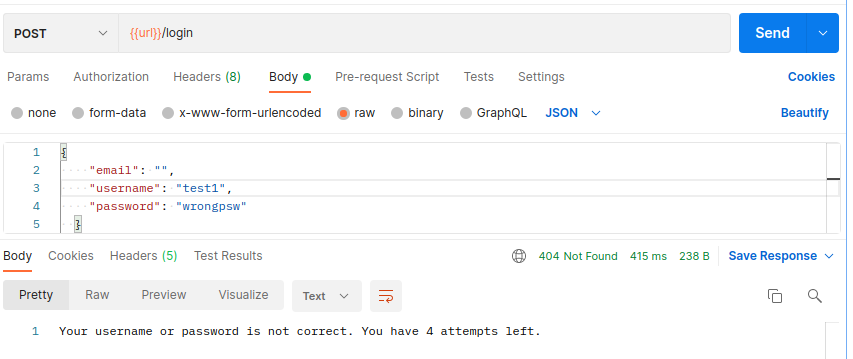 POST {{url}}/login Send
Params Authorization Headers (8) Body Pre-request Script Tests Settings Cookies
none form-data x-www-form-urlencoded raw binary GraphQL JSON Beautify
1 {
2 "email": "",
3 "username": "test1",
4 "password": "wrongpsw"
5 }
Body Cookies Headers (5) Test Results 404 Not Found 415 ms 238 B Save Response
Pretty Raw Preview Visualize Text
1 Your username or password is not correct. You have 4 attempts left.